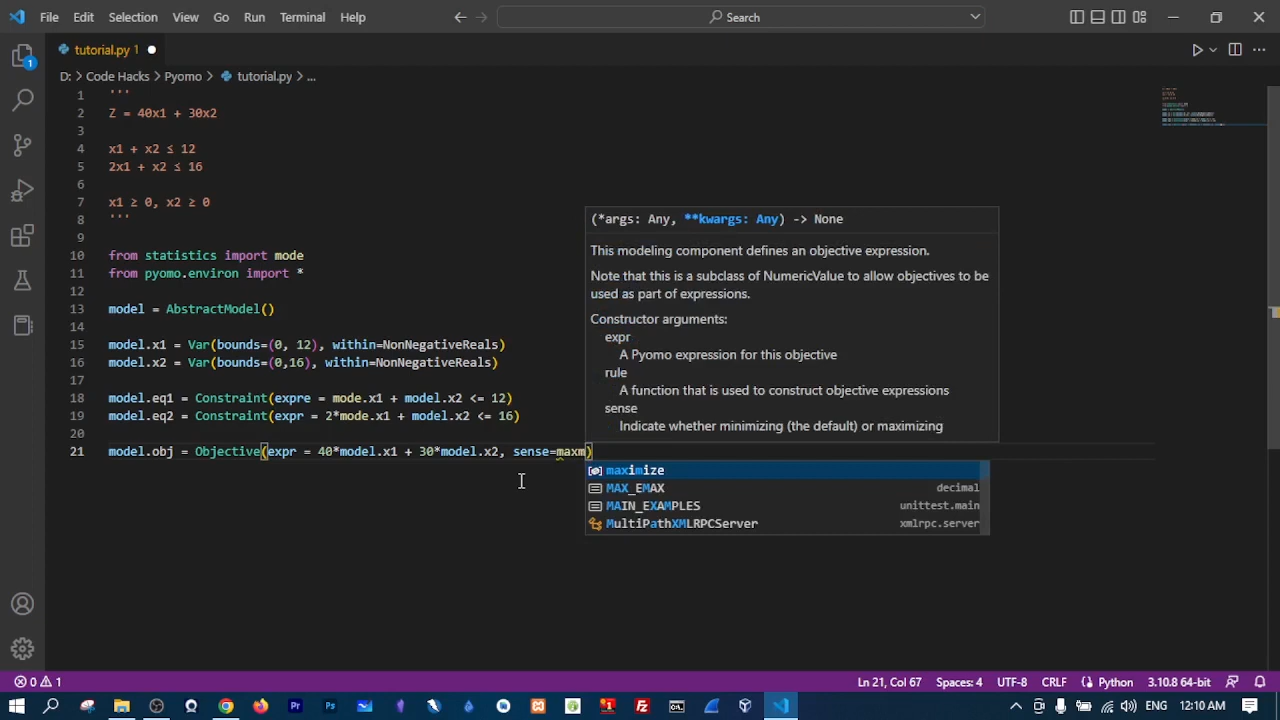 File Edit Selection View Go Run Terminal Help
Search
tutorial.py 1
D: > Code Hacks > Pyomo > tutorial.py > ...
1 '''
2 Z = 40x1 + 30x2
3
4 x1 + x2 ≤ 12
5 2x1 + x2 ≤ 16
6
7 x1 ≥ 0, x2 ≥ 0
8 '''
9
10 from statistics import mode
11 from pyomo.environ import *
12
13 model = AbstractModel()
14
15 model.x1 = Var(bounds=(0, 12), within=NonNegativeReals)
16 model.x2 = Var(bounds=(0,16), within=NonNegativeReals)
17
18 model.eq1 = Constraint(expre = mode.x1 + model.x2 <= 12)
19 model.eq2 = Constraint(expr = 2*mode.x1 + model.x2 <= 16)
20
21 model.obj = Objective(expr = 40*model.x1 + 30*model.x2, sense=maxm)
(*args: Any, **kwargs: Any) -> None
This modeling component defines an objective expression.
Note that this is a subclass of NumericValue to allow objectives to be
used as part of expressions.
Constructor arguments:
expr
A Pyomo expression for this objective
rule
A function that is used to construct objective expressions
sense
Indicate whether minimizing (the default) or maximizing
maximize
MAX_EMAX decimal
MAIN_EXAMPLES unittest.main
MultiPathXMLRPCServer xmlrpc.server
1
0 1
Ln 21, Col 67 Spaces: 4 UTF-8 CRLF Python 3.10.8 64-bit
Pr Ps
ENG 12:10 AM